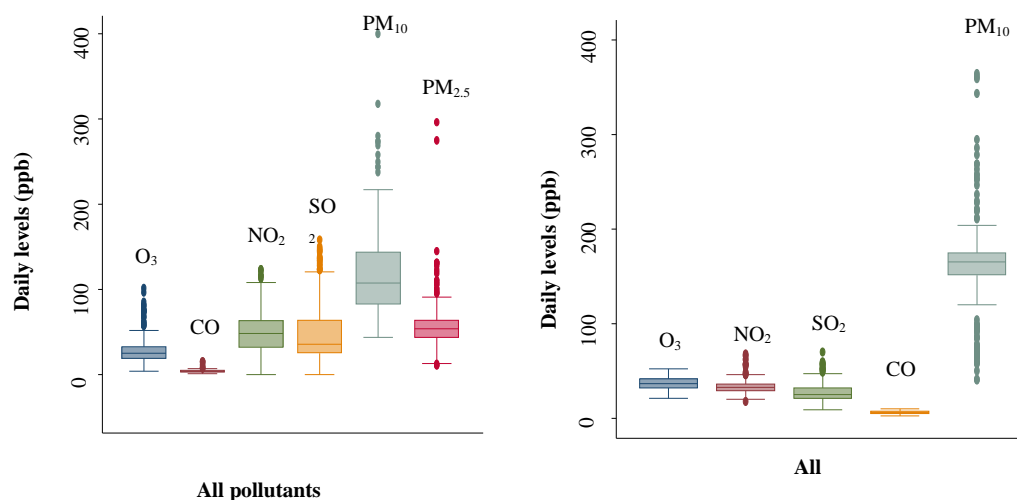 PM10
400
PM2.5
300
Daily levels (ppb)
SO
2
200
NO2
O3
CO
100
0
All pollutants
PM10
400
300
Daily levels (ppb)
200
SO2
NO2
O3
CO
100
0
All